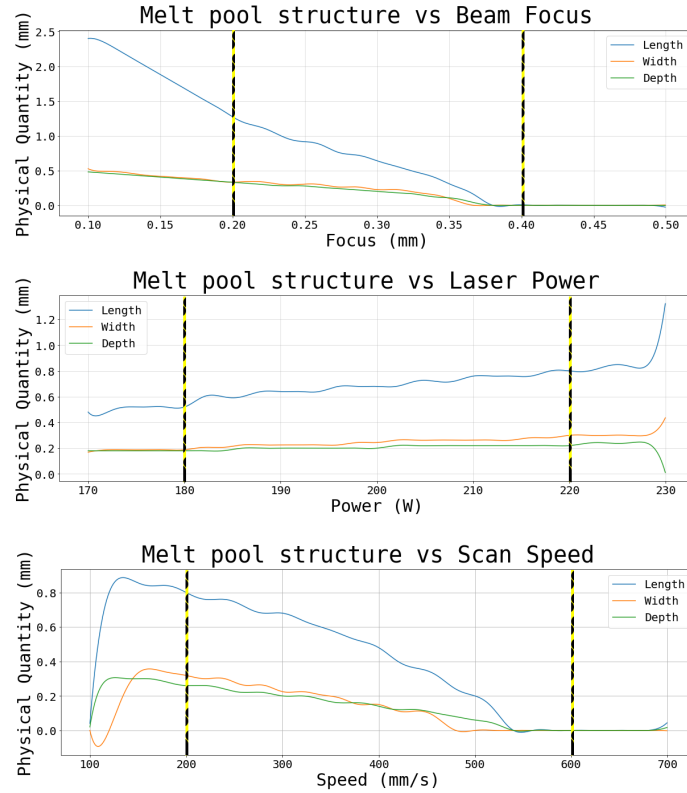 Melt pool structure vs Beam Focus
Physical Quantity (mm)
2.5
2.0
1.5
1.0
0.5
0.0
Length
Width
Depth
0.10 0.15 0.20 0.25 0.30 0.35 0.40 0.45 0.50
Focus (mm)
Melt pool structure vs Laser Power
Physical Quantity (mm)
1.2
1.0
0.8
0.6
0.4
0.2
0.0
Length
Width
Depth
170 180 190 200 210 220 230
Power (W)
Melt pool structure vs Scan Speed
Physical Quantity (mm)
0.8
0.6
0.4
0.2
0.0
Length
Width
Depth
100 200 300 400 500 600 700
Speed (mm/s)